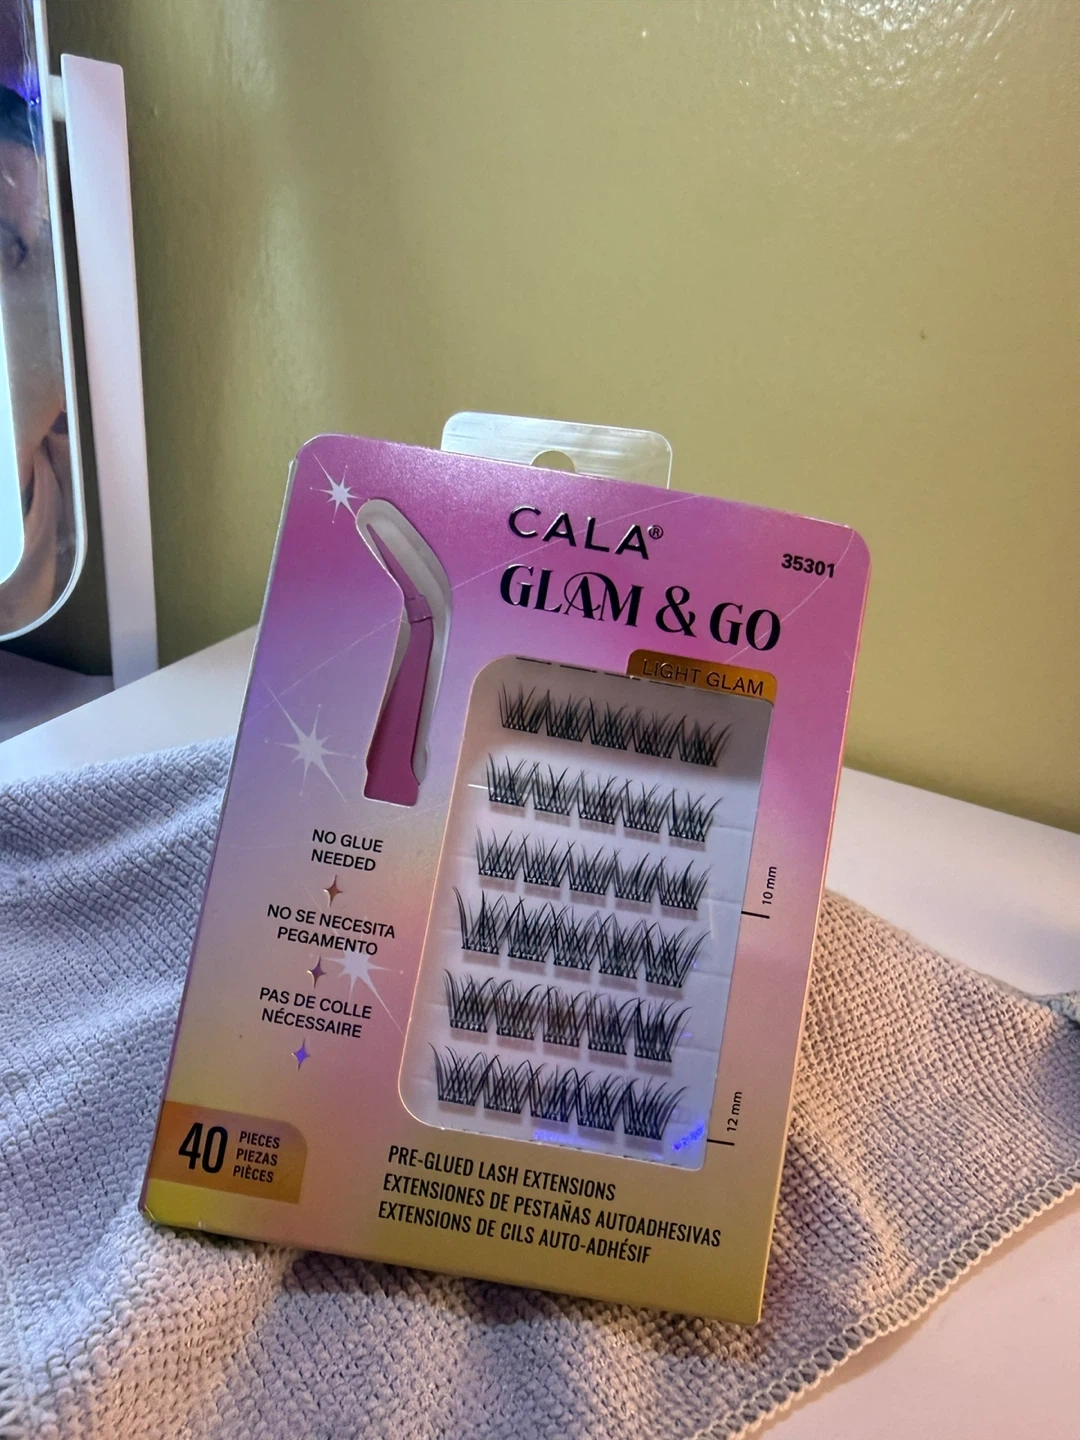 CALA®
35301
GLAM & GO
LIGHT GLAM
NO GLUE
NEEDED
NO SE NECESITA
PEGAMENTO
PAS DE COLLE
NÉCESSAIRE
10 mm
12 mm
40
PIECES
PIEZAS
PIÈCES
PRE-GLUED LASH EXTENSIONS
EXTENSIONES DE PESTAÑAS AUTOADHESIVAS
EXTENSIONS DE CILS AUTO-ADHÉSIF